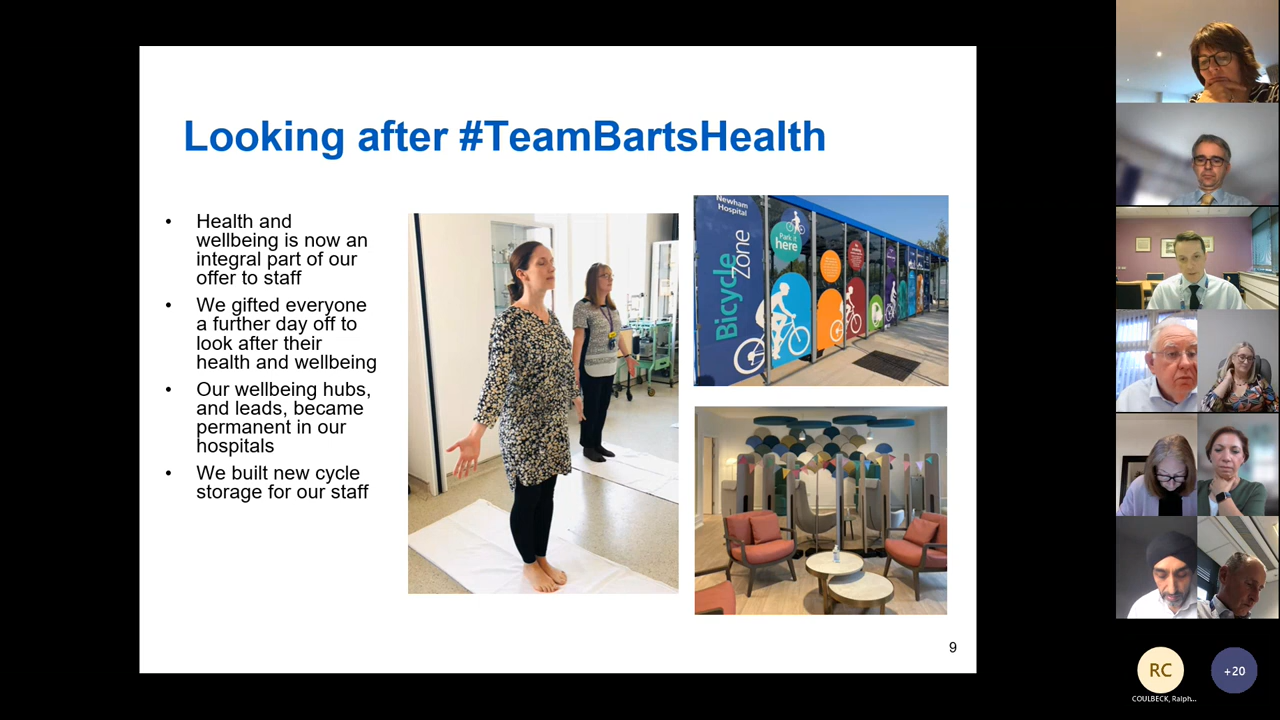 Looking after #TeamBartsHealth
• Health and
wellbeing is now an
integral part of our
offer to staff
• We gifted everyone
a further day off to
look after their
health and wellbeing
• Our wellbeing hubs,
and leads, became
permanent in our
hospitals
• We built new cycle
storage for our staff
Newham
Hospital
Bicycle
Zone
Park it
here
9
RC
+20
COULBECK, Ralph...